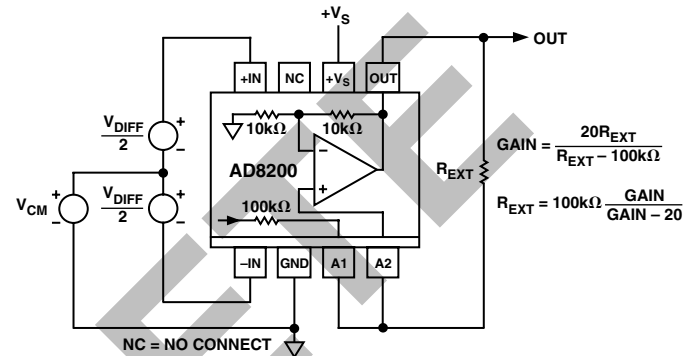 +VS
OUT
+IN
NC
+VS
OUT
VDIFF
2
+
–
10kΩ
10kΩ
–
+
AD8200
100kΩ
REXT
GAIN = 20REXT / REXT – 100kΩ
REXT = 100kΩ GAIN / GAIN – 20
VCM
+
–
VDIFF
2
+
–
–IN
GND
A1
A2
NC = NO CONNECT
ETE